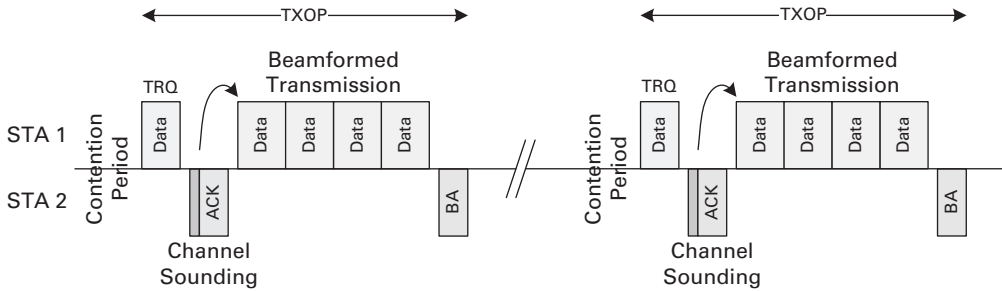 TXOP
TXOP
Beamformed
Transmission
Beamformed
Transmission
TRQ
TRQ
STA 1
Contention
Period
Data
Data
Data
Data
Data
Contention
Period
Data
Data
Data
Data
Data
STA 2
ACK
BA
ACK
BA
Channel
Sounding
Channel
Sounding